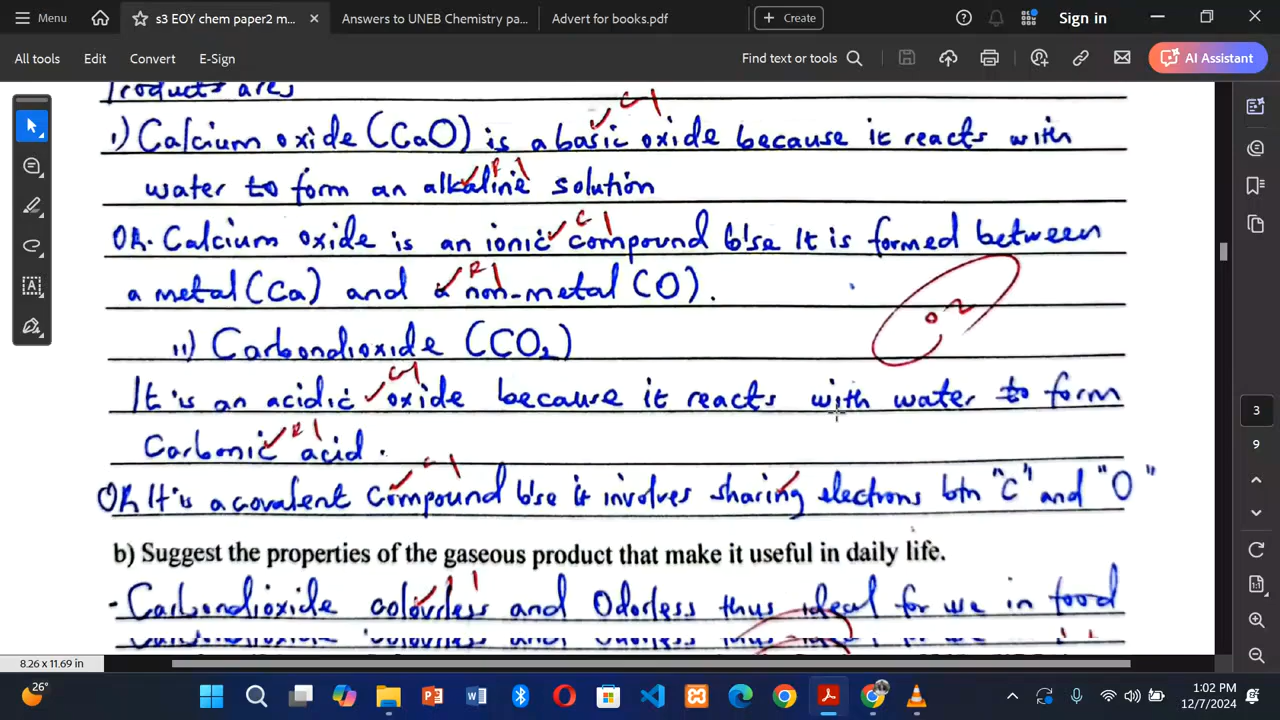 Menu
s3 EOY chem paper2 m...
Answers to UNEB Chemistry pa...
Advert for books.pdf
Create
Sign in
All tools
Edit
Convert
E-Sign
Find text or tools
AI Assistant
Products are
i) Calcium oxide (CaO) is a basic oxide because it reacts with
water to form an alkaline solution
OR. Calcium oxide is an ionic compound b'se It is formed between
a metal (Ca) and a non-metal (O).
ii) Carbondioxide (CO2)
It is an acidic oxide because it reacts with water to form
Carbonic acid.
OR It is a covalent compound b'se it involves sharing electrons btn "C" and "O"
b) Suggest the properties of the gaseous product that make it useful in daily life.
- Carbondioxide colourless and Odorless thus ideal for use in food
3
9
8.26 x 11.69 in
26°
1:02 PM
12/7/2024